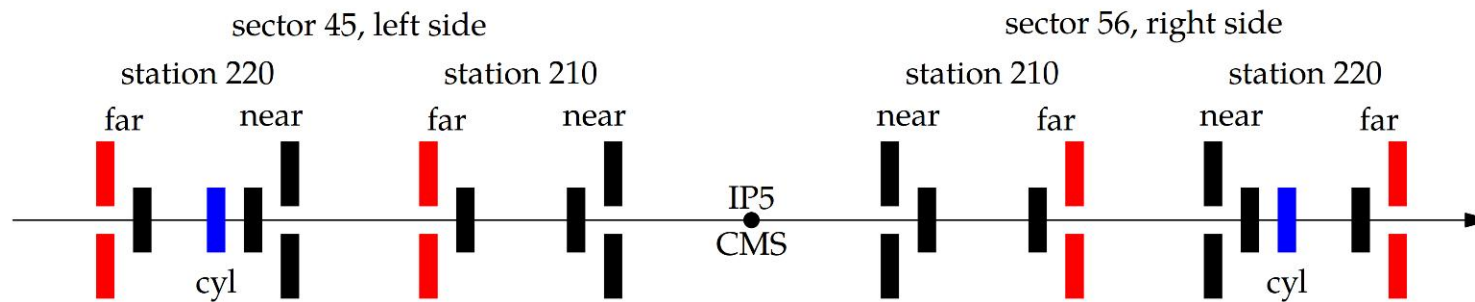 sector 45, left side
sector 56, right side
station 220
station 210
station 210
station 220
far
near
far
near
near
far
near
far
IP5
CMS
cyl
cyl